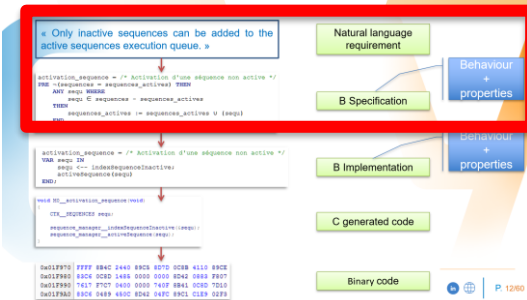 « Only inactive sequences can be added to the
active sequences execution queue. »
Natural language
requirement
activation_sequence = /* Activation d'une séquence non active */
PRE ¬(sequences = sequences_actives) THEN
ANY sequ WHERE
sequ ∈ sequences - sequences_actives
THEN
sequences_actives := sequences_actives ∪ {sequ}
END
Behaviour
+
properties
B Specification
activation_sequence = /* Activation d'une séquence non active */
VAR sequ IN
sequ <-- indexSequenceInactive;
activeSequence(sequ)
END;
Behaviour
+
properties
B Implementation
void M0__activation_sequence(void)
{
CTX__SEQUENCES sequ;
sequence_manager__indexSequenceInactive(&sequ);
sequence_manager__activeSequence(sequ);
}
C generated code
0x01F970 FFFF 8B4C 2440 89C8 8D7D 0C8B 4110 89CE
0x01F980 83C6 0C8D 1485 0000 0000 8D42 0883 F807
0x01F990 7617 F7C7 0400 0000 740F 8B41 0C8D 7D10
0x01F9A0 83C6 0489 450C 8D42 04FC 89C1 C1E9 02F3
Binary code
P. 12/60